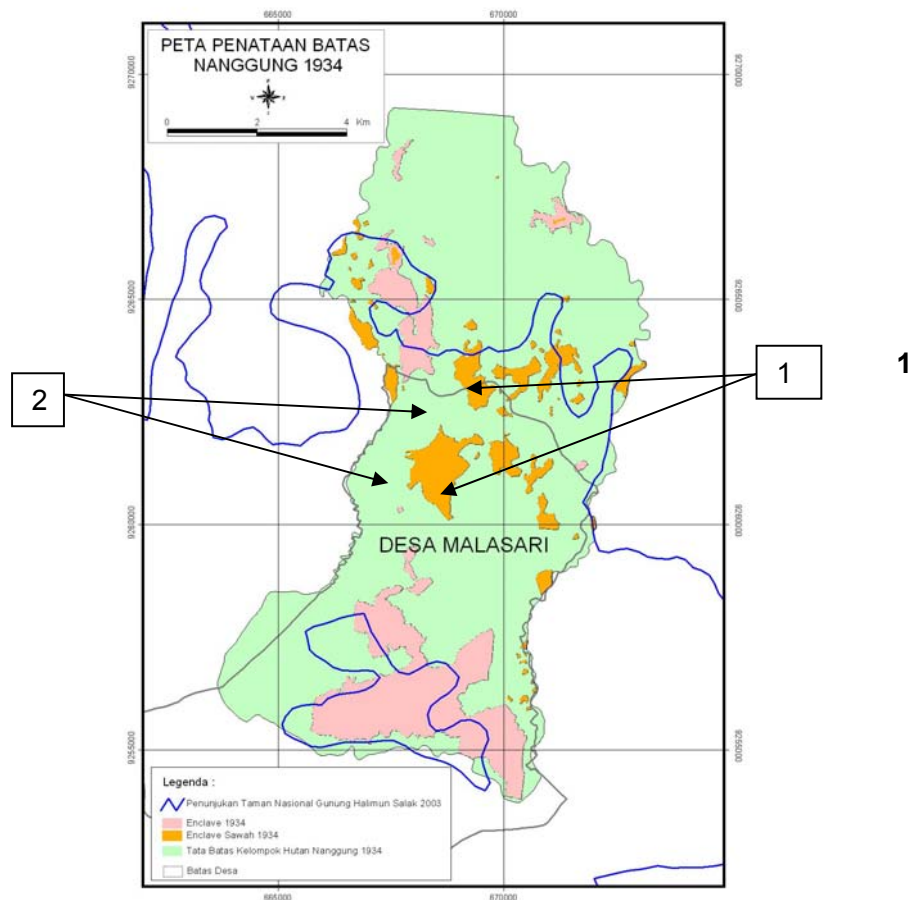 665000
670000
PETA PENATAAN BATAS
NANGGUNG 1934
0 2 4 Km
9270000
9270000
9265000
9265000
1
1
2
9260000
9260000
DESA MALASARI
9255000
9255000
Legenda :
Penunjukan Taman Nasional Gunung Halimun Salak 2003
Enclave 1934
Enclave Sawah 1934
Tata Batas Kelompok Hutan Nanggung 1934
Batas Desa
665000
670000